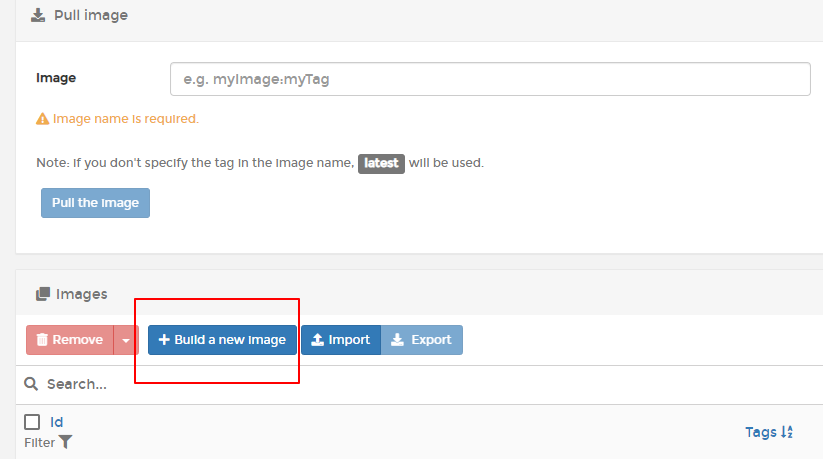 Pull image
Image e.g. myImage:myTag
Image name is required.
Note: if you don't specify the tag in the image name, latest will be used.
Pull the image
Images
Remove + Build a new image Import Export
Search...
Id Tags
Filter